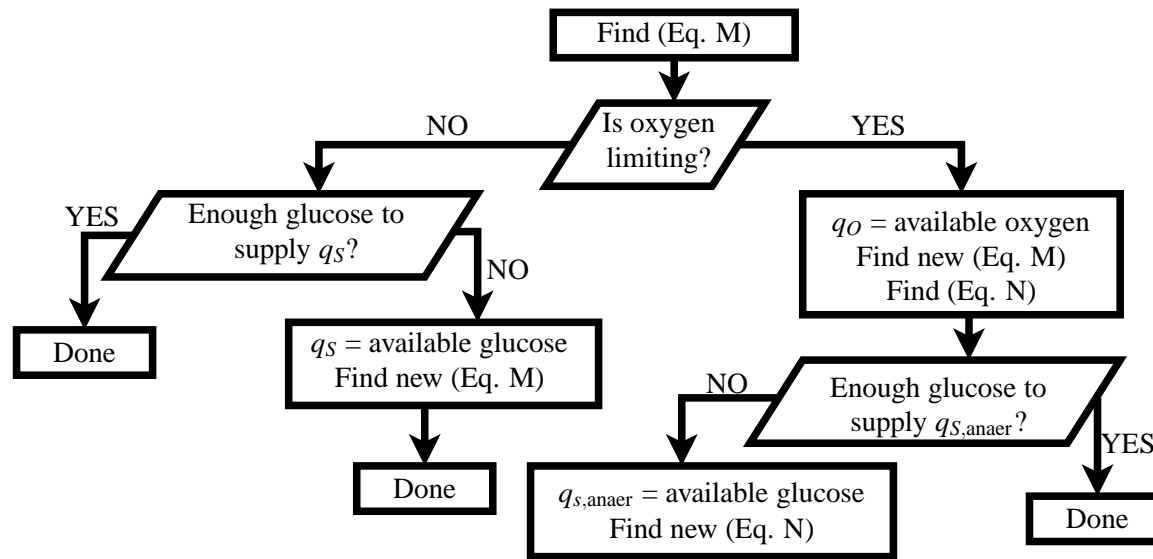 Find (Eq. M)
Is oxygen
limiting?
NO
YES
Enough glucose to
supply qS?
YES
NO
Done
qS = available glucose
Find new (Eq. M)
Done
qO = available oxygen
Find new (Eq. M)
Find (Eq. N)
Enough glucose to
supply qS,anaer?
NO
YES
qs,anaer = available glucose
Find new (Eq. N)
Done